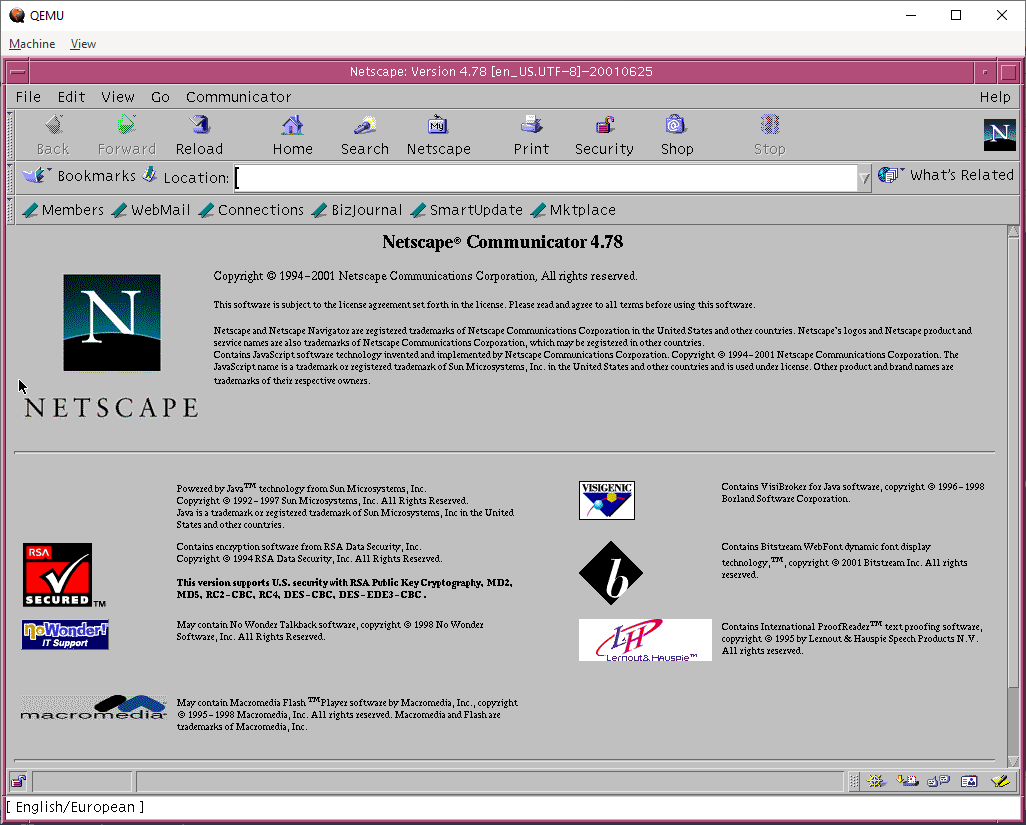 QEMU
Machine View
Netscape: Version 4.78 [en_US.UTF-8]-20010625
File Edit View Go Communicator Help
Back Forward Reload Home Search Netscape Print Security Shop Stop
My
N
Bookmarks Location: What's Related
Members WebMail Connections BizJournal SmartUpdate Mktplace
Netscape® Communicator 4.78
N
NETSCAPE
Copyright © 1994-2001 Netscape Communications Corporation, All rights reserved.
This software is subject to the license agreement set forth in the license. Please read and agree to all terms before using this software.
Netscape and Netscape Navigator are registered trademarks of Netscape Communications Corporation in the United States and other countries. Netscape's logos and Netscape product and
service names are also trademarks of Netscape Communications Corporation, which may be registered in other countries.
Contains JavaScript software technology invented and implemented by Netscape Communications Corporation. Copyright © 1994-2001 Netscape Communications Corporation. The
JavaScript name is a trademark or registered trademark of Sun Microsystems, Inc. in the United States and other countries and is used under license. Other product and brand names are
trademarks of their respective owners.
Powered by Java™ technology from Sun Microsystems, Inc.
Copyright © 1992-1997 Sun Microsystems, Inc. All Rights Reserved.
Java is a trademark or registered trademark of Sun Microsystems, Inc in the United
States and other countries.
VISIGENIC
Contains VisiBroker for Java software, copyright © 1996-1998
Borland Software Corporation.
RSA
SECURED™
Contains encryption software from RSA Data Security, Inc.
Copyright © 1994 RSA Data Security, Inc. All Rights Reserved.
This version supports U.S. security with RSA Public Key Cryptography, MD2,
MD5, RC2-CBC, RC4, DES-CBC, DES-EDE3-CBC.
b
Contains Bitstream WebFont dynamic font display
technology,™, copyright © 2001 Bitstream Inc. All rights
reserved.
noWonder!
IT Support
May contain No Wonder Talkback software, copyright © 1998 No Wonder
Software, Inc. All Rights Reserved.
LH
Lernout & Hauspie™
Contains International ProofReader™ text proofing software,
copyright © 1995 by Lernout & Hauspie Speech Products N.V.
All rights reserved.
macromedia
May contain Macromedia Flash ™Player software by Macromedia, Inc., copyright
© 1995-1998 Macromedia, Inc. All rights reserved. Macromedia and Flash are
trademarks of Macromedia, Inc.
[ English/European ]